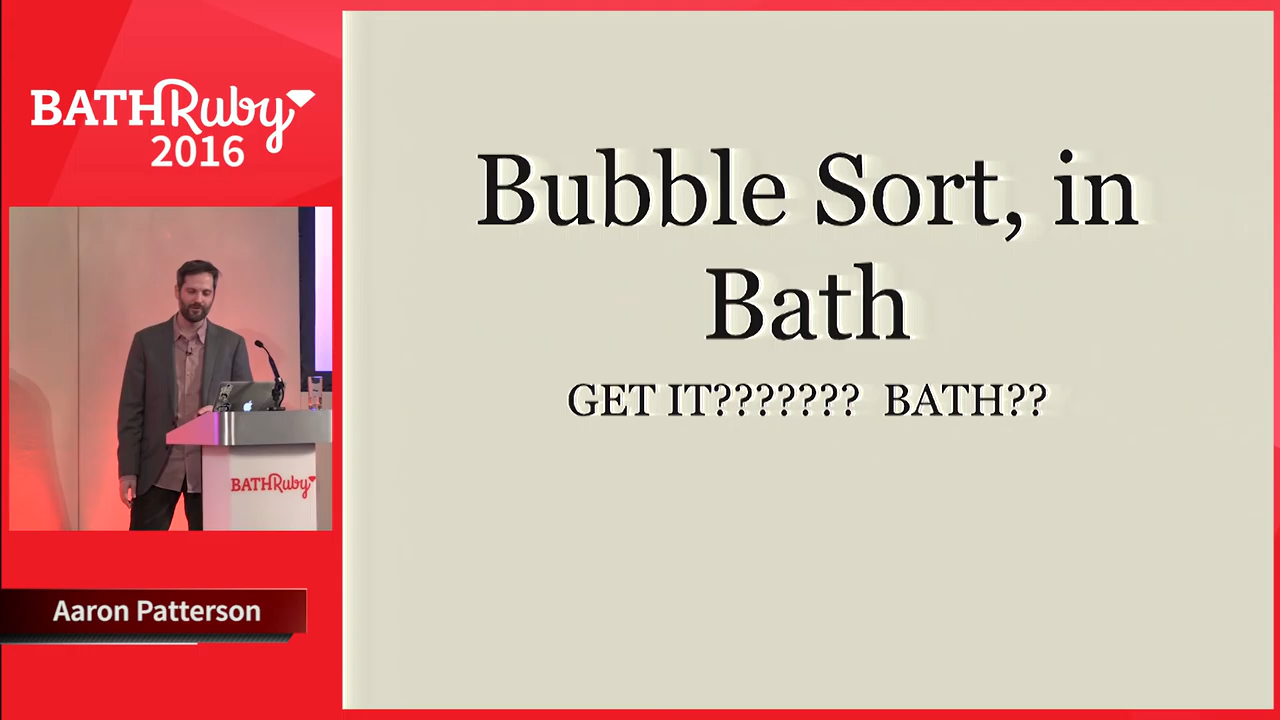 BATHRuby
2016
Bubble Sort, in
Bath
GET IT??????? BATH??
BATHRuby
Aaron Patterson